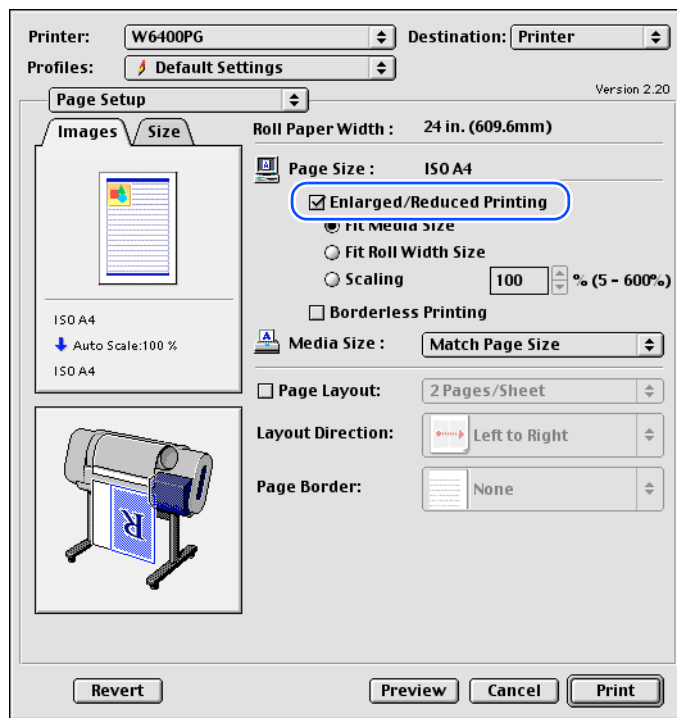 Printer: W6400PG Destination: Printer
Profiles: Default Settings
Version 2.20
Page Setup
Images Size
Roll Paper Width : 24 in. (609.6mm)
Page Size : ISO A4
Enlarged/Reduced Printing
Fit Media Size
Fit Roll Width Size
Scaling 100 % (5 - 600%)
Borderless Printing
ISO A4
Auto Scale:100 %
ISO A4
Media Size : Match Page Size
Page Layout: 2 Pages/Sheet
Layout Direction: Left to Right
Page Border: None
R
Revert Preview Cancel Print